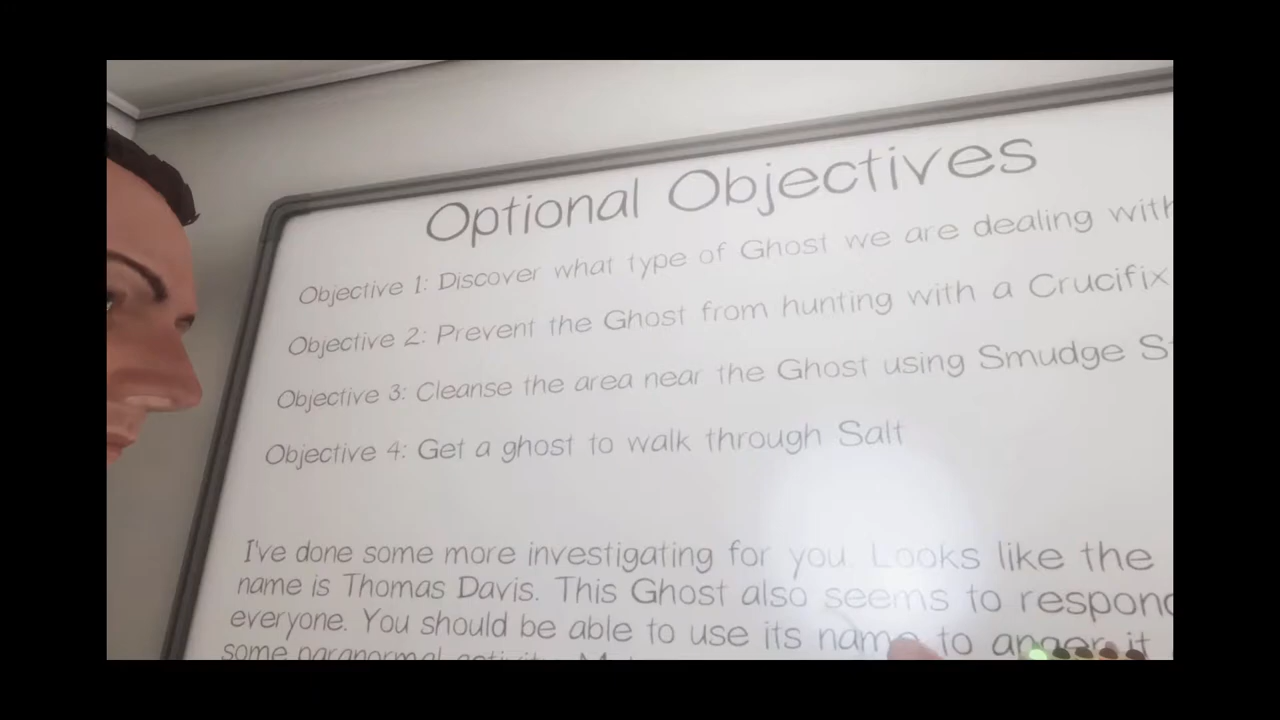 Optional Objectives
Objective 1: Discover what type of Ghost we are dealing with
Objective 2: Prevent the Ghost from hunting with a Crucifix
Objective 3: Cleanse the area near the Ghost using Smudge
Objective 4: Get a ghost to walk through Salt
I've done some more investigating for you. Looks like the
name is Thomas Davis. This Ghost also seems to
everyone. You should be able to use its name to anger it
some paranormal